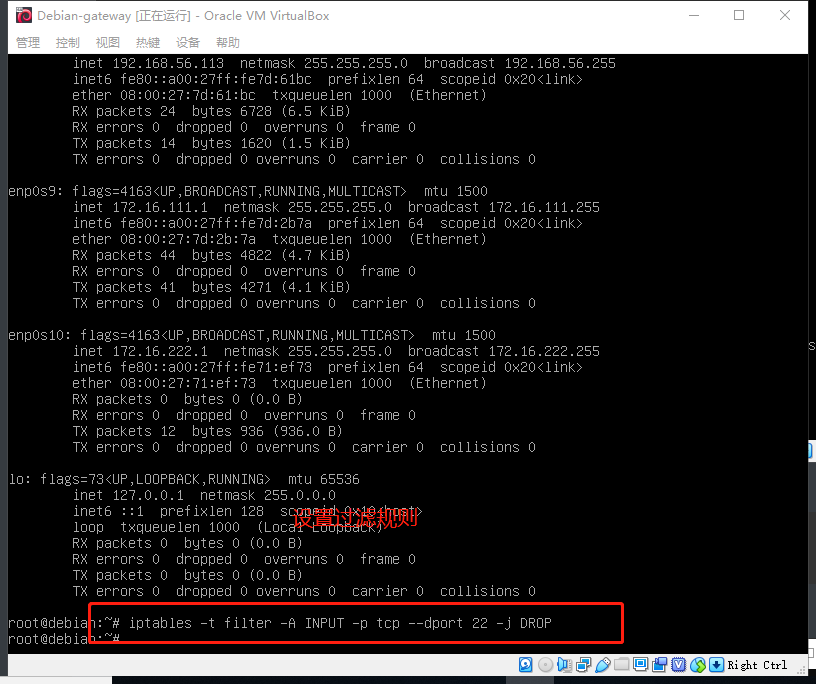 Debian-gateway [正在运行] - Oracle VM VirtualBox
管理 控制 视图 热键 设备 帮助
inet 192.168.56.113 netmask 255.255.255.0 broadcast 192.168.56.255
inet6 fe80::a00:27ff:fe7d:61bc prefixlen 64 scopeid 0x20<link>
ether 08:00:27:7d:61:bc txqueuelen 1000 (Ethernet)
RX packets 24 bytes 6728 (6.5 KiB)
RX errors 0 dropped 0 overruns 0 frame 0
TX packets 14 bytes 1620 (1.5 KiB)
TX errors 0 dropped 0 overruns 0 carrier 0 collisions 0
enp0s9: flags=4163<UP,BROADCAST,RUNNING,MULTICAST> mtu 1500
inet 172.16.111.1 netmask 255.255.255.0 broadcast 172.16.111.255
inet6 fe80::a00:27ff:fe7d:2b7a prefixlen 64 scopeid 0x20<link>
ether 08:00:27:7d:2b:7a txqueuelen 1000 (Ethernet)
RX packets 44 bytes 4822 (4.7 KiB)
RX errors 0 dropped 0 overruns 0 frame 0
TX packets 41 bytes 4271 (4.1 KiB)
TX errors 0 dropped 0 overruns 0 carrier 0 collisions 0
enp0s10: flags=4163<UP,BROADCAST,RUNNING,MULTICAST> mtu 1500
inet 172.16.222.1 netmask 255.255.255.0 broadcast 172.16.222.255
inet6 fe80::a00:27ff:fe71:ef73 prefixlen 64 scopeid 0x20<link>
ether 08:00:27:71:ef:73 txqueuelen 1000 (Ethernet)
RX packets 0 bytes 0 (0.0 B)
RX errors 0 dropped 0 overruns 0 frame 0
TX packets 12 bytes 936 (936.0 B)
TX errors 0 dropped 0 overruns 0 carrier 0 collisions 0
lo: flags=73<UP,LOOPBACK,RUNNING> mtu 65536
inet 127.0.0.1 netmask 255.0.0.0
inet6 ::1 prefixlen 128 scopeid 0x10<host>
设置过滤规则
loop txqueuelen 1000 (Local Loopback)
RX packets 0 bytes 0 (0.0 B)
RX errors 0 dropped 0 overruns 0 frame 0
TX packets 0 bytes 0 (0.0 B)
TX errors 0 dropped 0 overruns 0 carrier 0 collisions 0
root@debian:~# iptables -t filter -A INPUT -p tcp --dport 22 -j DROP
root@debian:~#
Right Ctrl